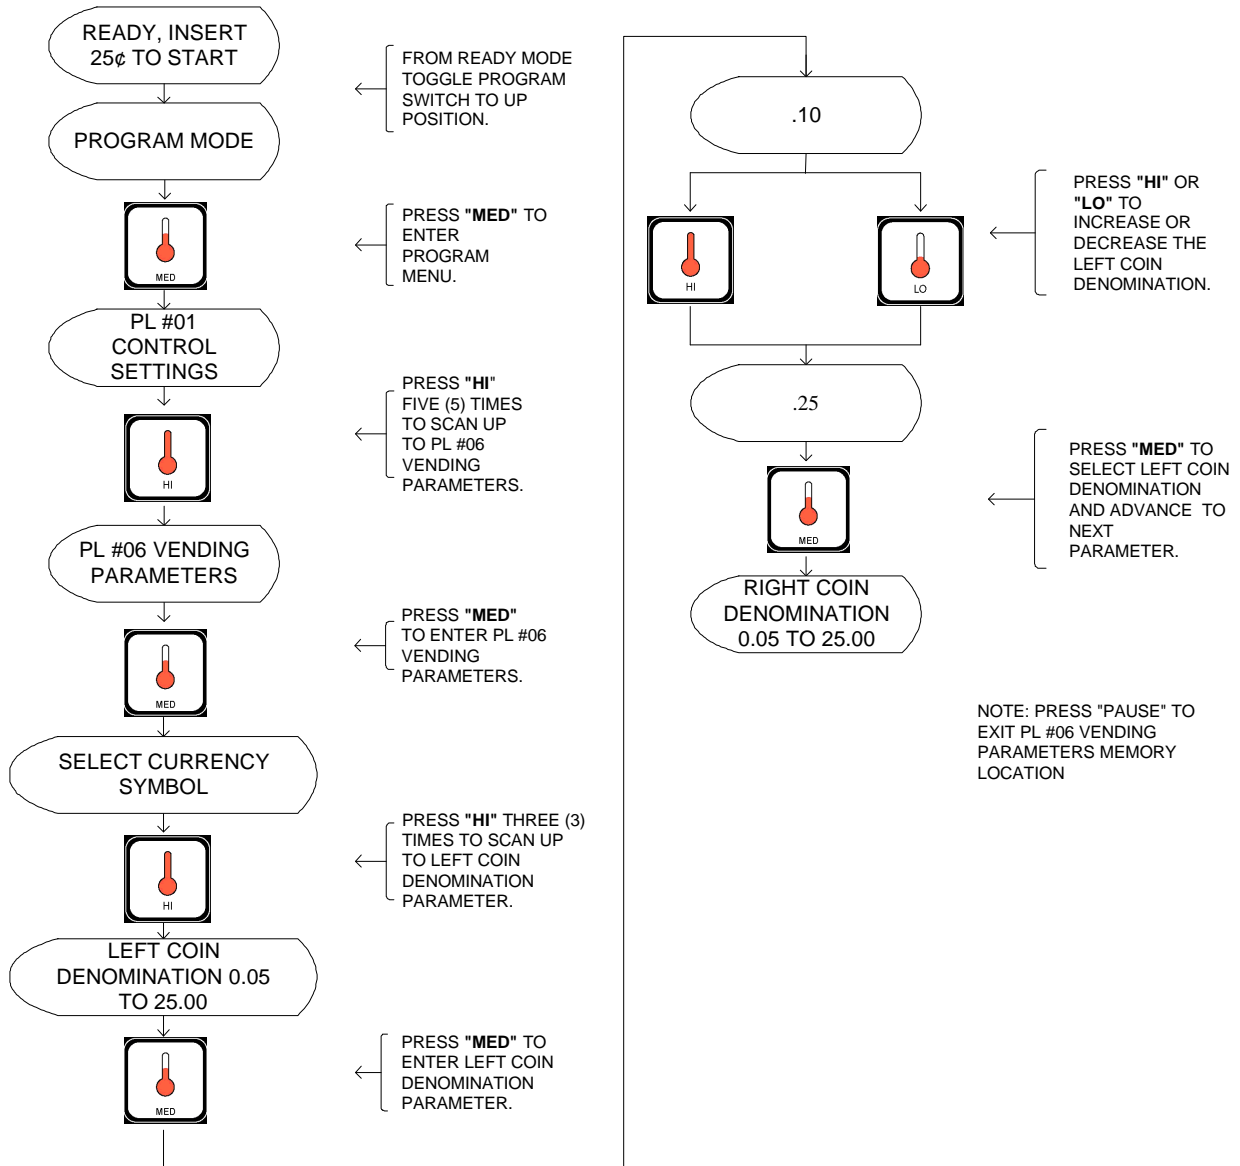 READY, INSERT
25¢ TO START
FROM READY MODE
TOGGLE PROGRAM
SWITCH TO UP
POSITION.
PROGRAM MODE
MED
PRESS "MED" TO
ENTER
PROGRAM
MENU.
PL #01
CONTROL
SETTINGS
HI
PRESS "HI"
FIVE (5) TIMES
TO SCAN UP
TO PL #06
VENDING
PARAMETERS.
PL #06 VENDING
PARAMETERS
MED
PRESS "MED"
TO ENTER PL #06
VENDING
PARAMETERS.
SELECT CURRENCY
SYMBOL
HI
PRESS "HI" THREE (3)
TIMES TO SCAN UP
TO LEFT COIN
DENOMINATION
PARAMETER.
LEFT COIN
DENOMINATION 0.05
TO 25.00
MED
PRESS "MED" TO
ENTER LEFT COIN
DENOMINATION
PARAMETER.
.10
HI
LO
PRESS "HI" OR
"LO" TO
INCREASE OR
DECREASE THE
LEFT COIN
DENOMINATION.
.25
MED
PRESS "MED" TO
SELECT LEFT COIN
DENOMINATION
AND ADVANCE TO
NEXT
PARAMETER.
RIGHT COIN
DENOMINATION
0.05 TO 25.00
NOTE: PRESS "PAUSE" TO
EXIT PL #06 VENDING
PARAMETERS MEMORY
LOCATION